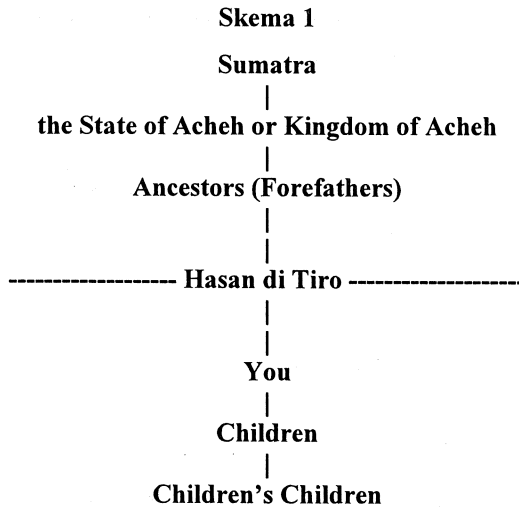 Skema 1
Sumatra
the State of Acheh or Kingdom of Acheh
Ancestors (Forefathers)
Hasan di Tiro
You
Children
Children's Children